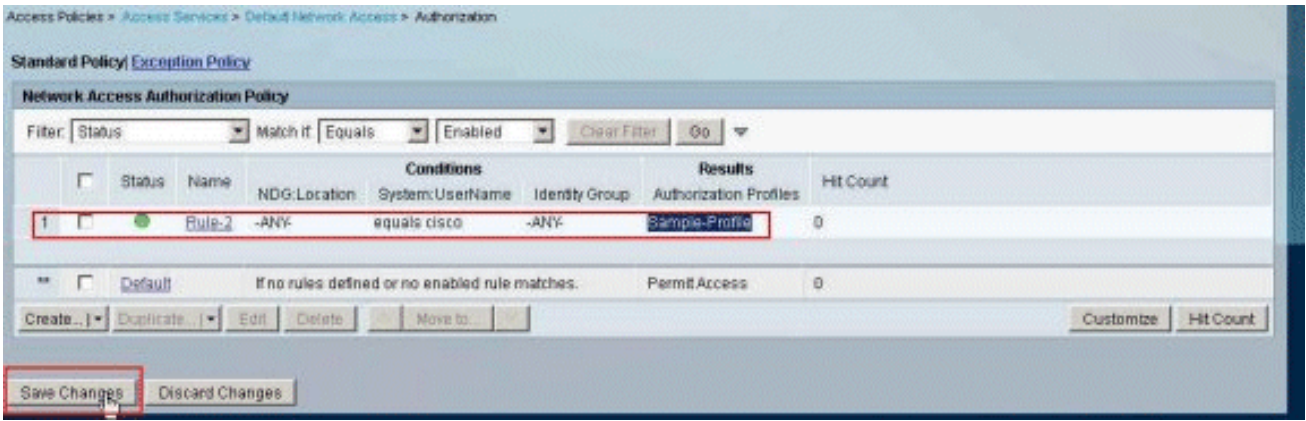 Access Policies > Access Services > Default Network Access > Authorization
Standard Policy| Exception Policy
Network Access Authorization Policy
Filter: Status Match if: Equals Enabled Clear Filter Go
Status Name Conditions Results Hit Count
NDG:Location System:UserName Identity Group Authorization Profiles
1 Rule-2 -ANY- equals cisco -ANY- Sample-Profile 0
** Default If no rules defined or no enabled rule matches. Permit Access 0
Create... | Duplicate... | Edit Delete Move to... Customize Hit Count
Save Changes Discard Changes